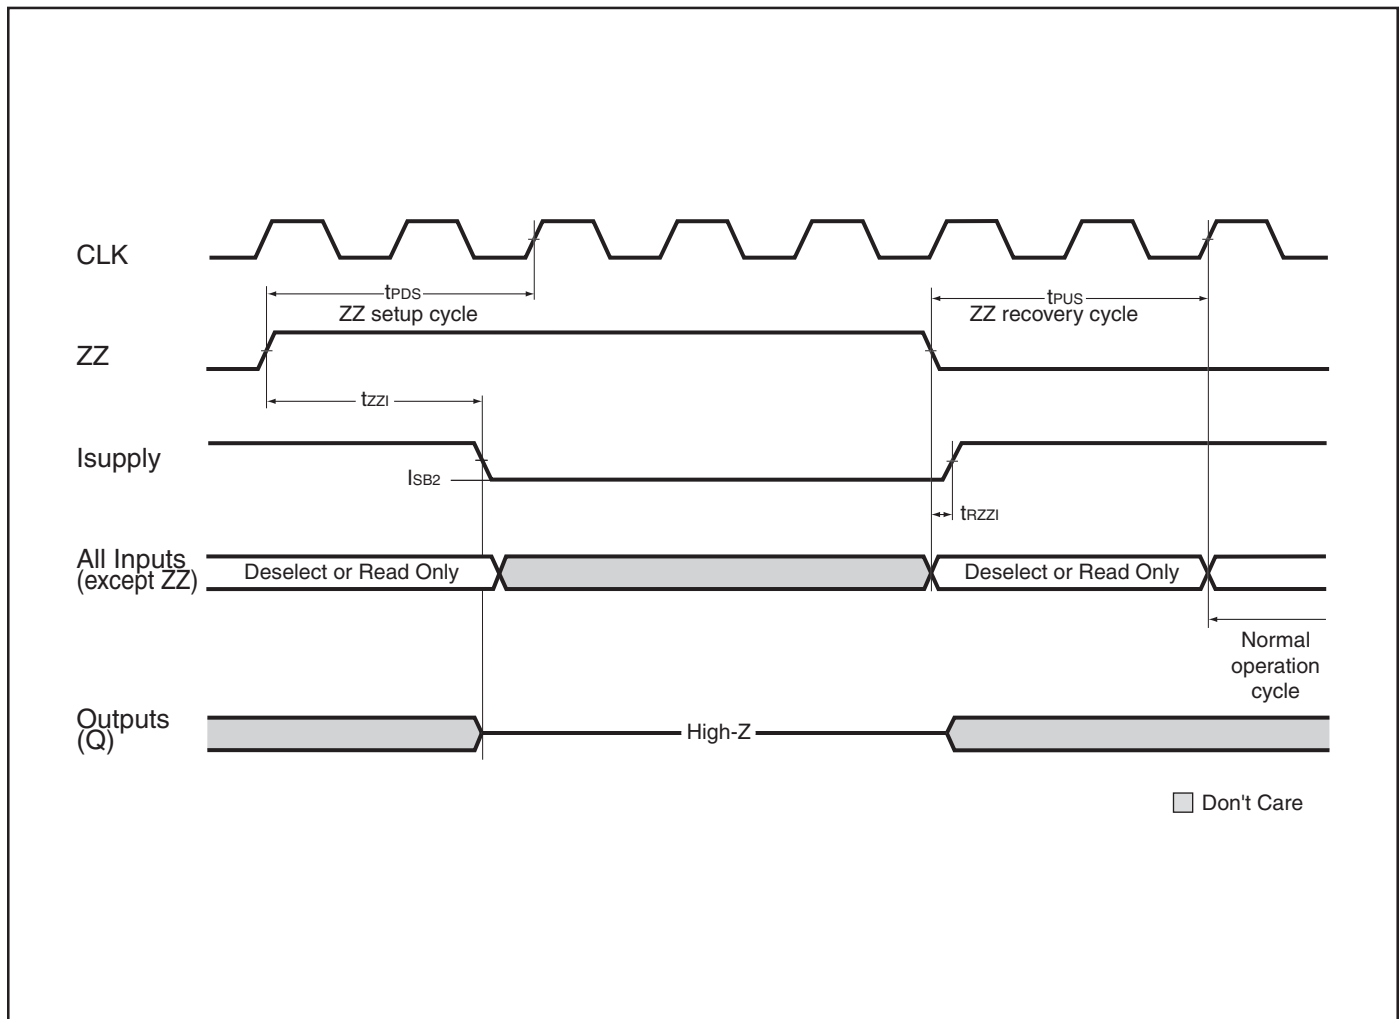 CLK
tPDS
ZZ setup cycle
tPUS
ZZ recovery cycle
ZZ
tZZI
Isupply
ISB2
tRZZI
All Inputs
(except ZZ)
Deselect or Read Only
Deselect or Read Only
Normal
operation
cycle
Outputs
(Q)
High-Z
Don't Care